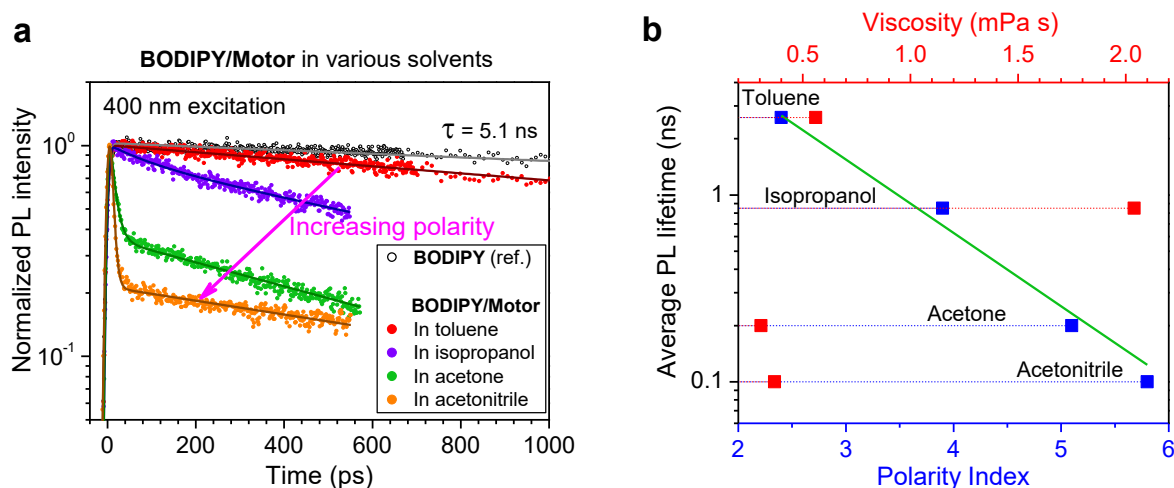 a
BODIPY/Motor in various solvents
400 nm excitation
τ = 5.1 ns
10⁰
10⁻¹
Normalized PL intensity
Increasing polarity
BODIPY (ref.)
BODIPY/Motor
In toluene
In isopropanol
In acetone
In acetonitrile
0
200
400
600
800
1000
Time (ps)
b
Viscosity (mPa s)
0.5
1.0
1.5
2.0
Toluene
Isopropanol
Acetone
Acetonitrile
1
0.1
Average PL lifetime (ns)
2
3
4
5
6
Polarity Index